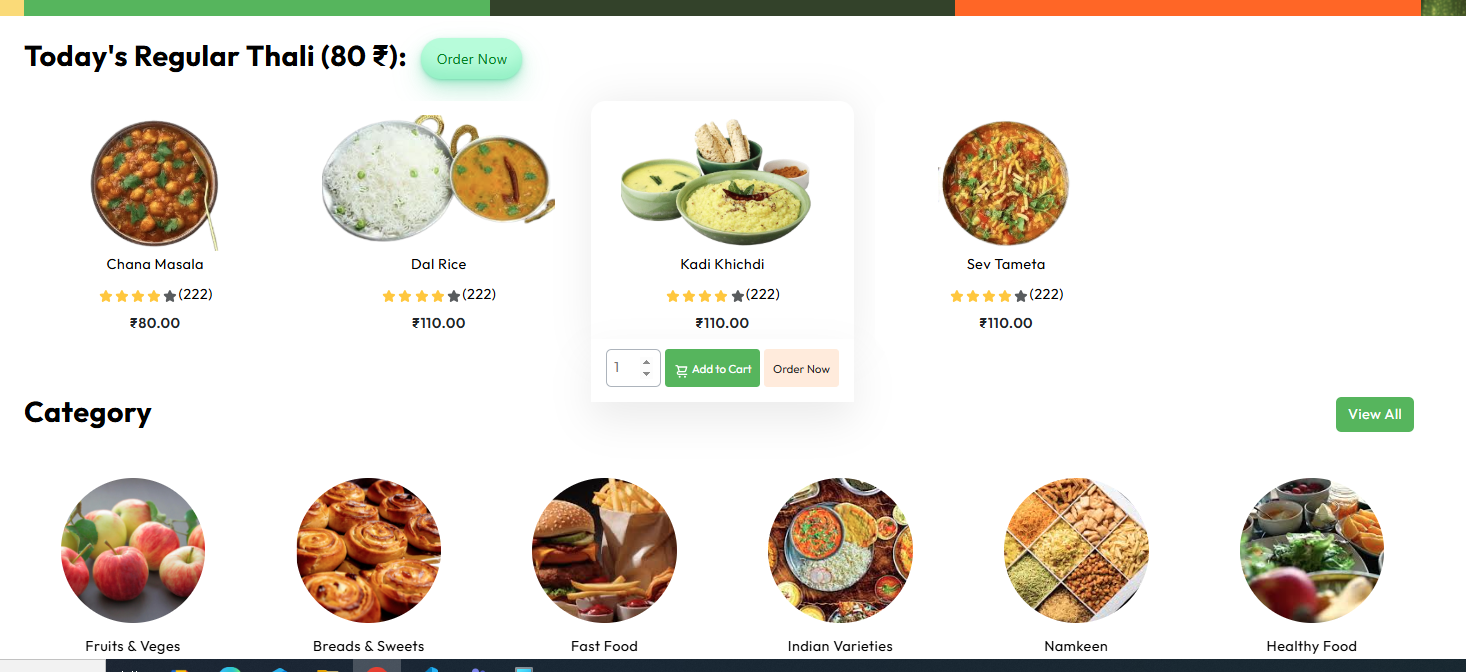 Today's Regular Thali (80 ₹): Order Now
Chana Masala Dal Rice Kadi Khichdi Sev Tameta
(222) (222) (222) (222)
₹80.00 ₹110.00 ₹110.00 ₹110.00
1 Add to Cart Order Now
Category View All
Fruits & Veges Breads & Sweets Fast Food Indian Varieties Namkeen Healthy Food